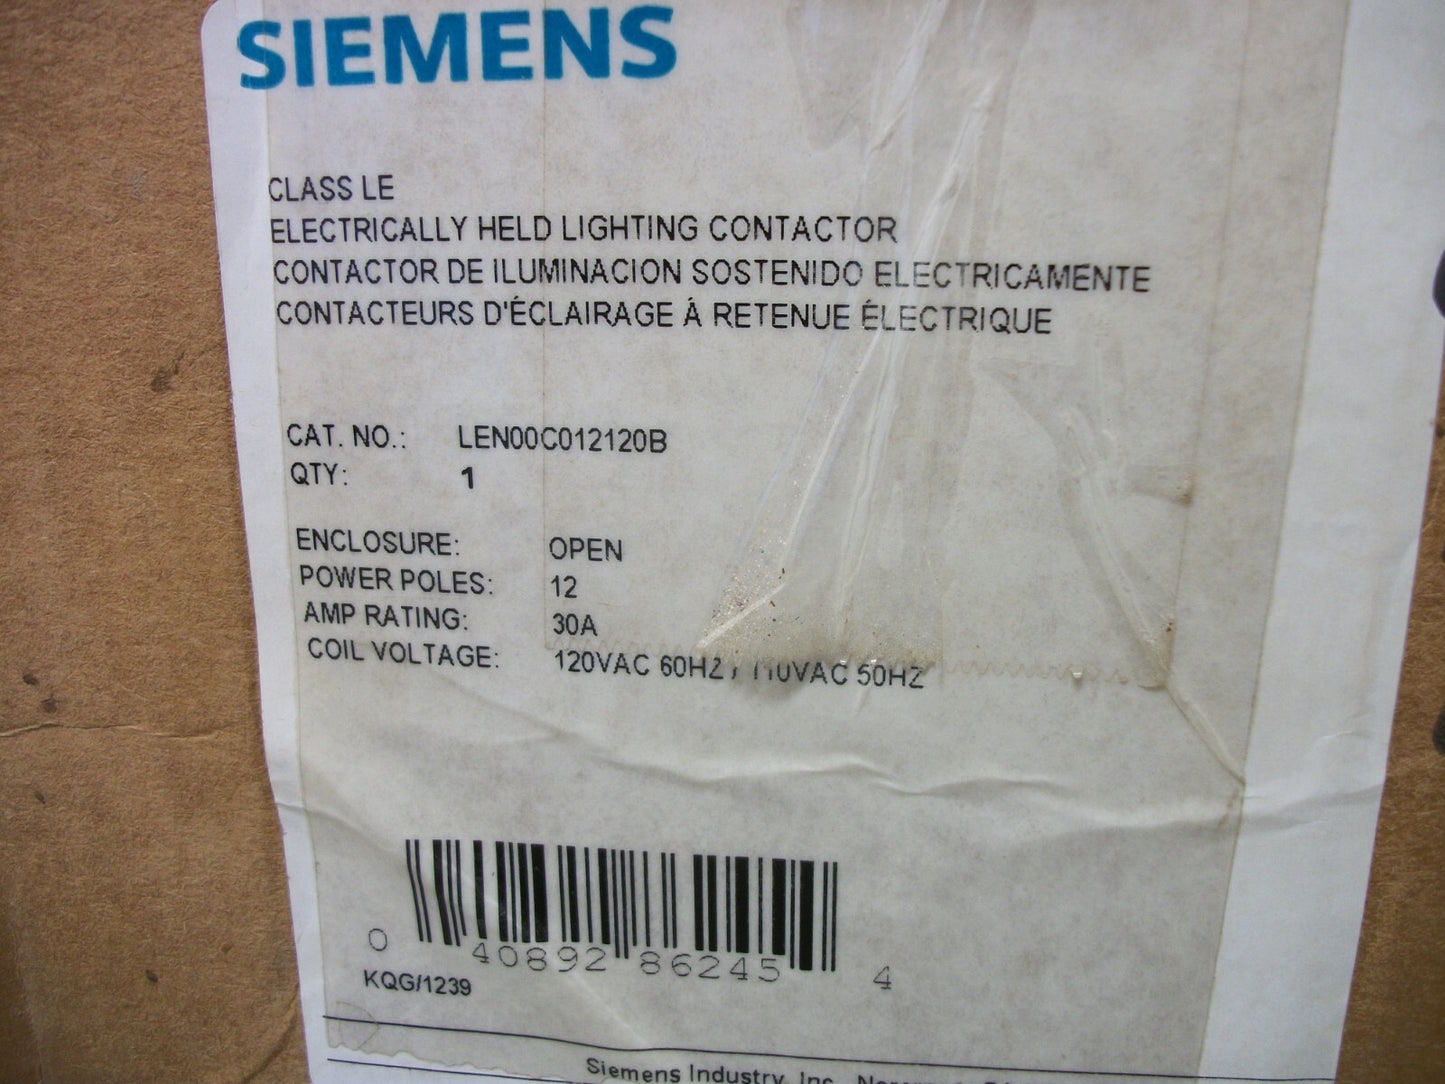 SIEMENS
CLASS LE
ELECTRICALLY HELD LIGHTING CONTACTOR
CONTACTOR DE ILUMINACION SOSTENIDO ELECTRICAMENTE
CONTACTEURS D'ÉCLAIRAGE Á RETENUE ÉLECTRIQUE
CAT. NO.: LEN00C012120B
QTY: 1
ENCLOSURE: OPEN
POWER POLES: 12
AMP RATING: 30A
COIL VOLTAGE: 120VAC 60HZ / 110VAC 50HZ
0 40892 86245 4
KQG/1239
Siemens Industry, Inc.